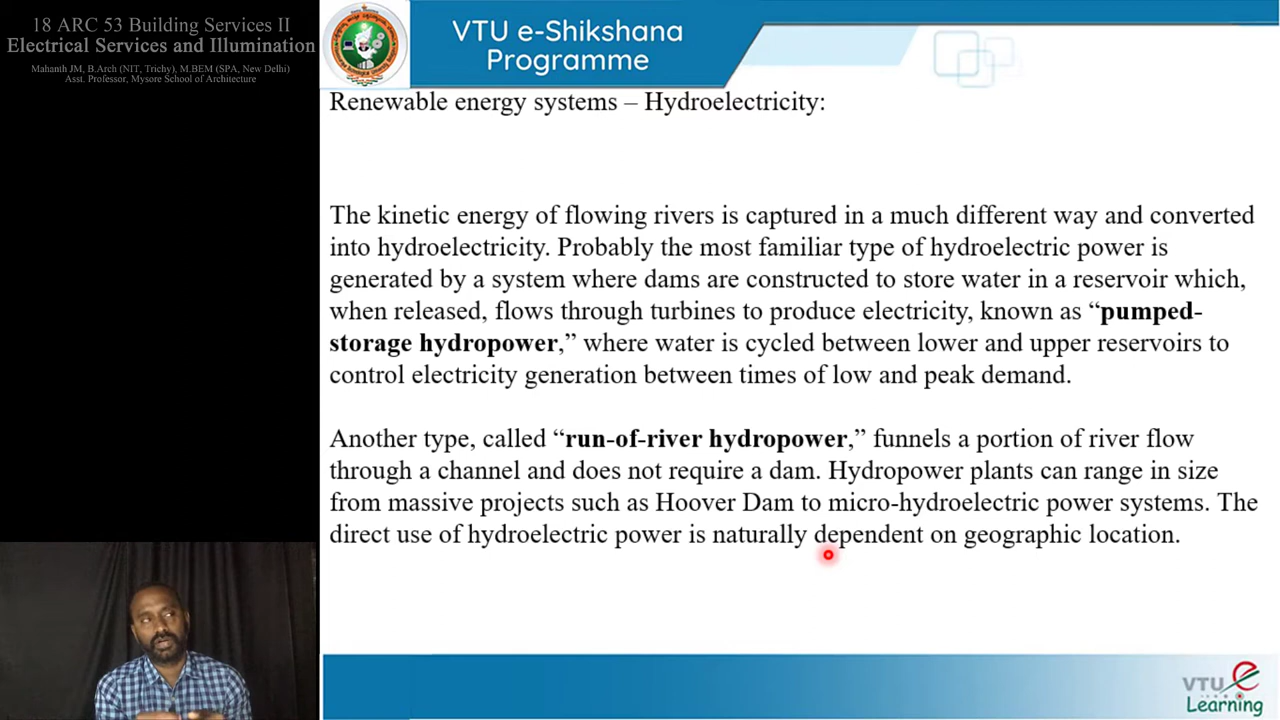 18 ARC 53 Building Services II
Electrical Services and Illumination
Mahanth JM, B.Arch (NIT, Trichy), M.BEM (SPA, New Delhi)
Asst. Professor, Mysore School of Architecture
VTU e-Shikshana
Programme
Renewable energy systems – Hydroelectricity:
The kinetic energy of flowing rivers is captured in a much different way and converted
into hydroelectricity. Probably the most familiar type of hydroelectric power is
generated by a system where dams are constructed to store water in a reservoir which,
when released, flows through turbines to produce electricity, known as “pumped-
storage hydropower,” where water is cycled between lower and upper reservoirs to
control electricity generation between times of low and peak demand.
Another type, called “run-of-river hydropower,” funnels a portion of river flow
through a channel and does not require a dam. Hydropower plants can range in size
from massive projects such as Hoover Dam to micro-hydroelectric power systems. The
direct use of hydroelectric power is naturally dependent on geographic location.
VTU e
Learning